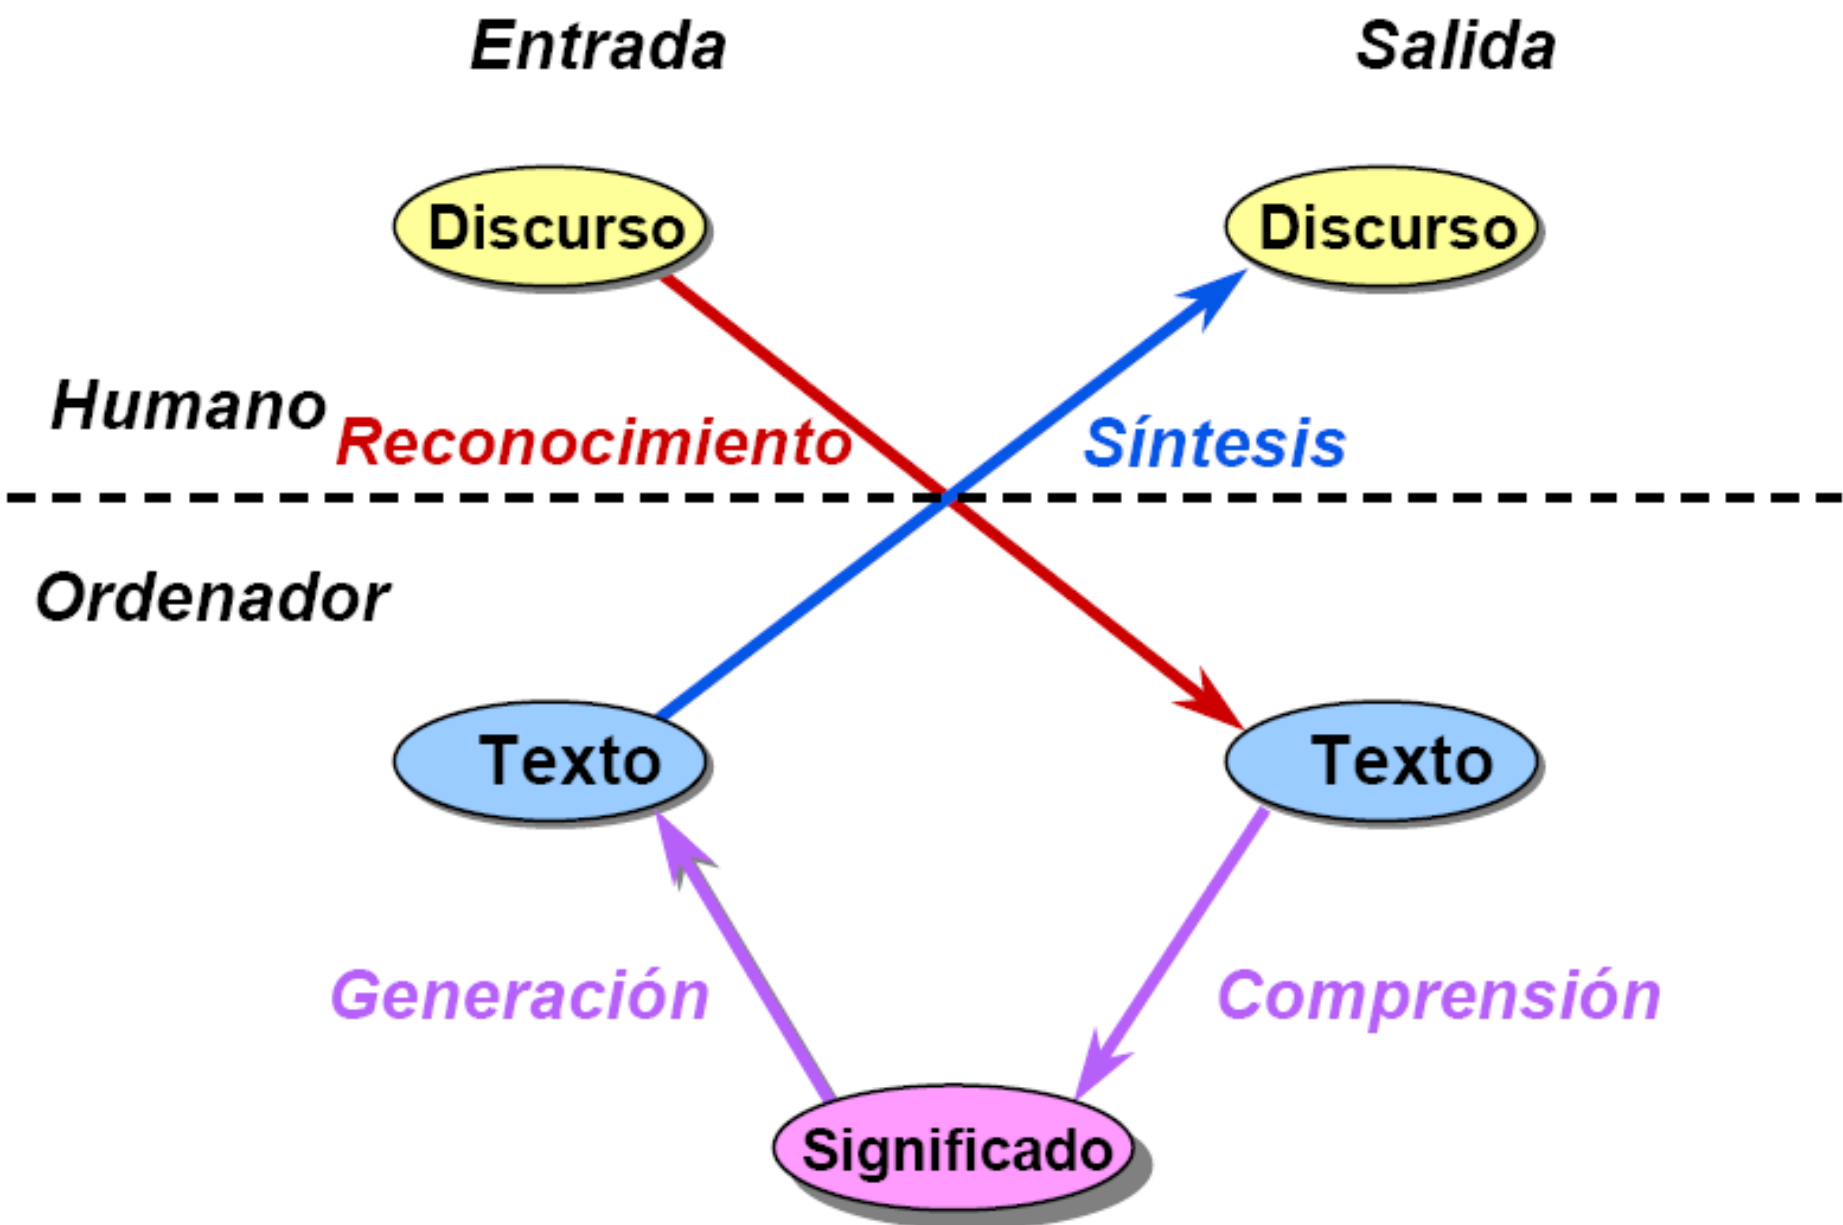 Entrada
Salida
Discurso
Discurso
Humano
Reconocimiento
Síntesis
Ordenador
Texto
Texto
Generación
Comprensión
Significado